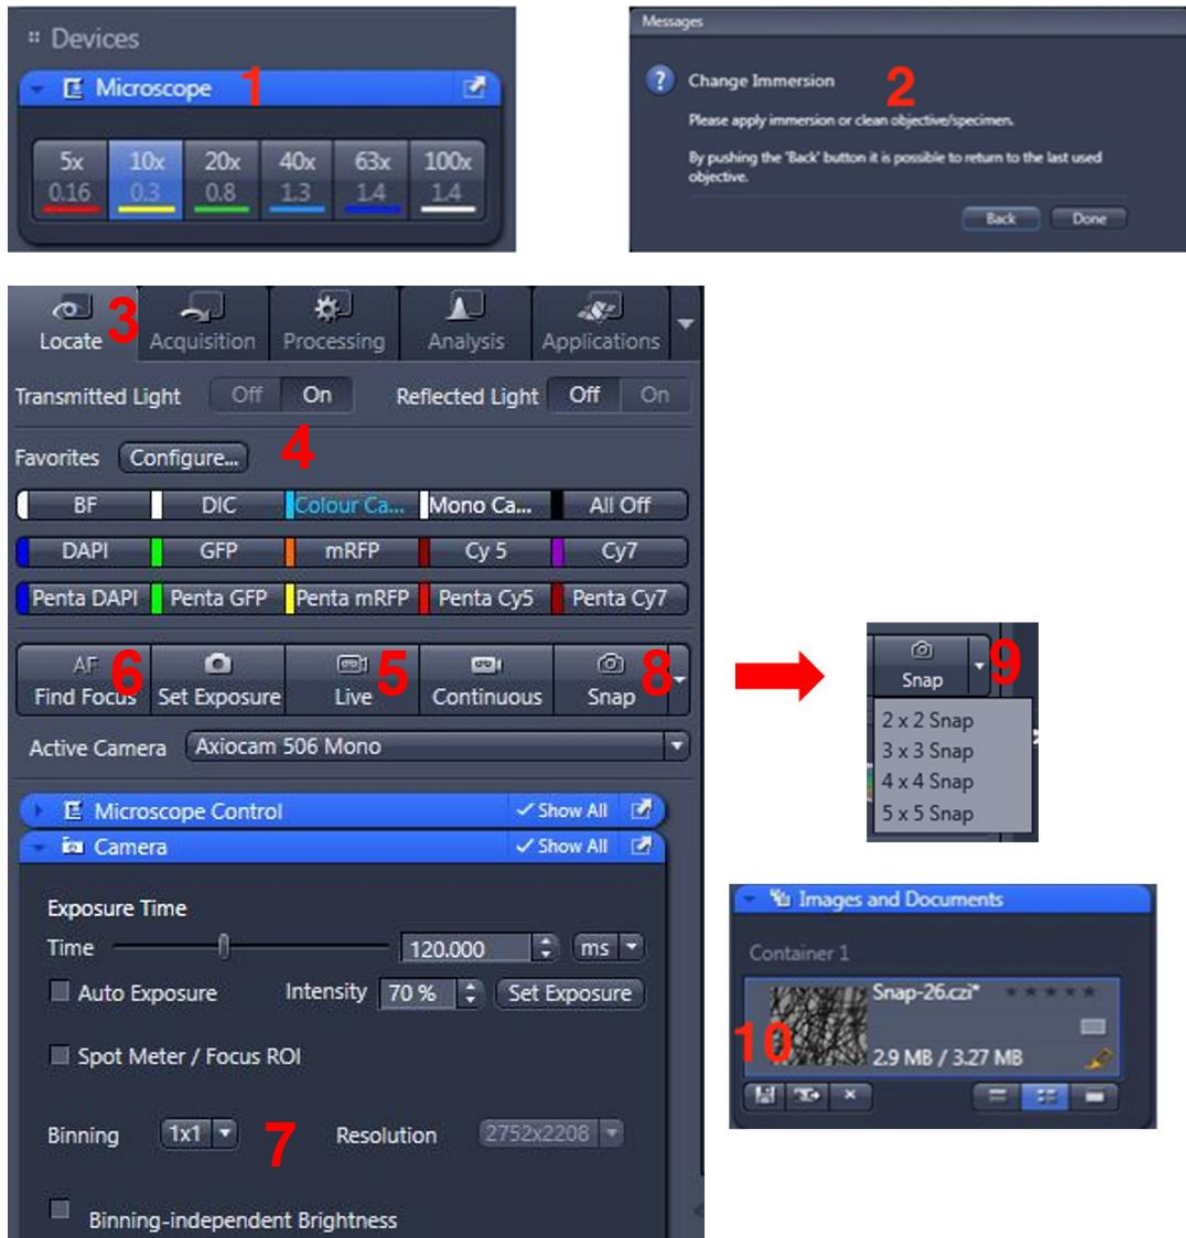 Devices
Microscope
1
5x 10x 20x 40x 63x 100x
0.16 0.3 0.8 1.3 1.4 1.4
Messages
Change Immersion
2
Please apply immersion or clean objective/specimen.
By pushing the 'Back' button it is possible to return to the last used
objective.
Back Done
3
Locate Acquisition Processing Analysis Applications
Transmitted Light Off On Reflected Light Off On
4
Favorites Configure...
BF DIC Colour Ca... Mono Ca... All Off
DAPI GFP mRFP Cy 5 Cy7
Penta DAPI Penta GFP Penta mRFP Penta Cy5 Penta Cy7
AF 6 5 8
Find Focus Set Exposure Live Continuous Snap
Active Camera Axiocam 506 Mono
Microscope Control Show All
Camera Show All
Exposure Time
Time 120.000 ms
Auto Exposure Intensity 70 % Set Exposure
Spot Meter / Focus ROI
Binning 1x1 7 Resolution 2752x2208
Binning-independent Brightness
9
Snap
2 x 2 Snap
3 x 3 Snap
4 x 4 Snap
5 x 5 Snap
Images and Documents
Container 1
Snap-26.czi*
10
2.9 MB / 3.27 MB